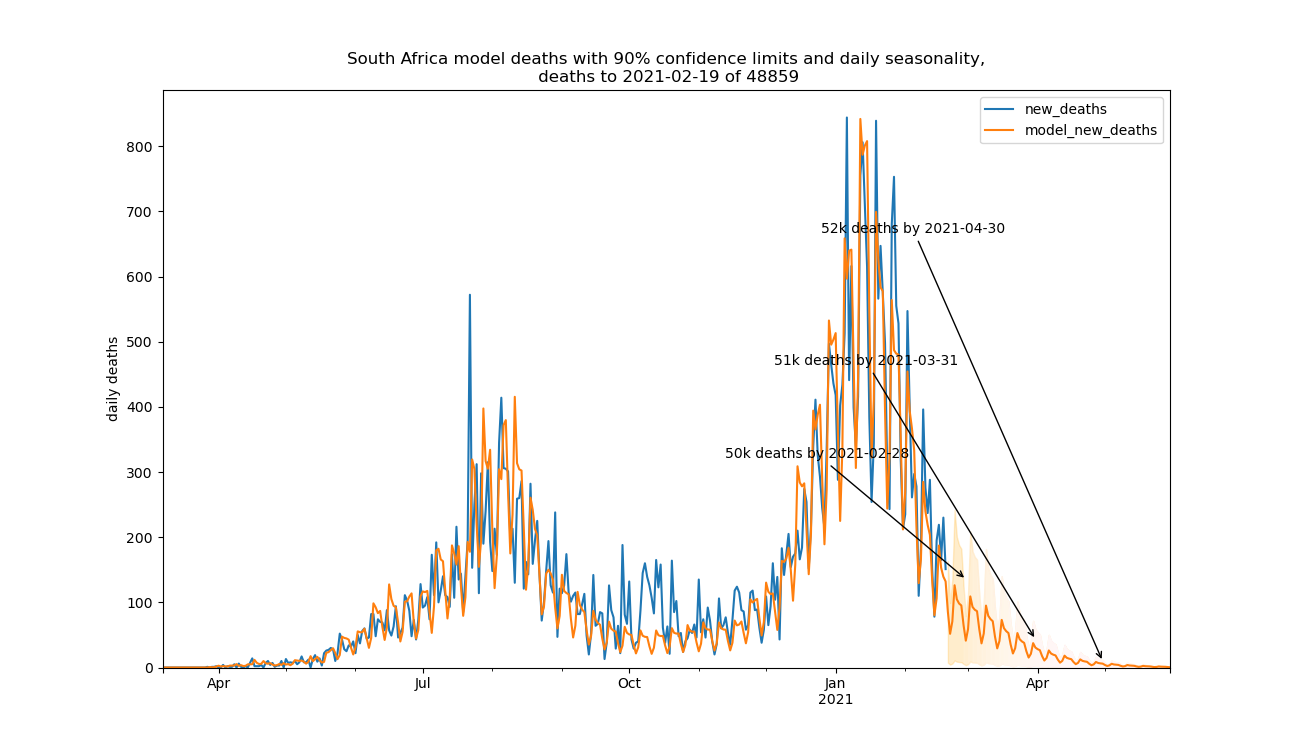 South Africa model deaths with 90% confidence limits and daily seasonality,
deaths to 2021-02-19 of 48859
new_deaths
model_new_deaths
daily deaths
800
700
600
500
400
300
200
100
0
52k deaths by 2021-04-30
51k deaths by 2021-03-31
50k deaths by 2021-02-28
Apr
Jul
Oct
Jan
2021
Apr